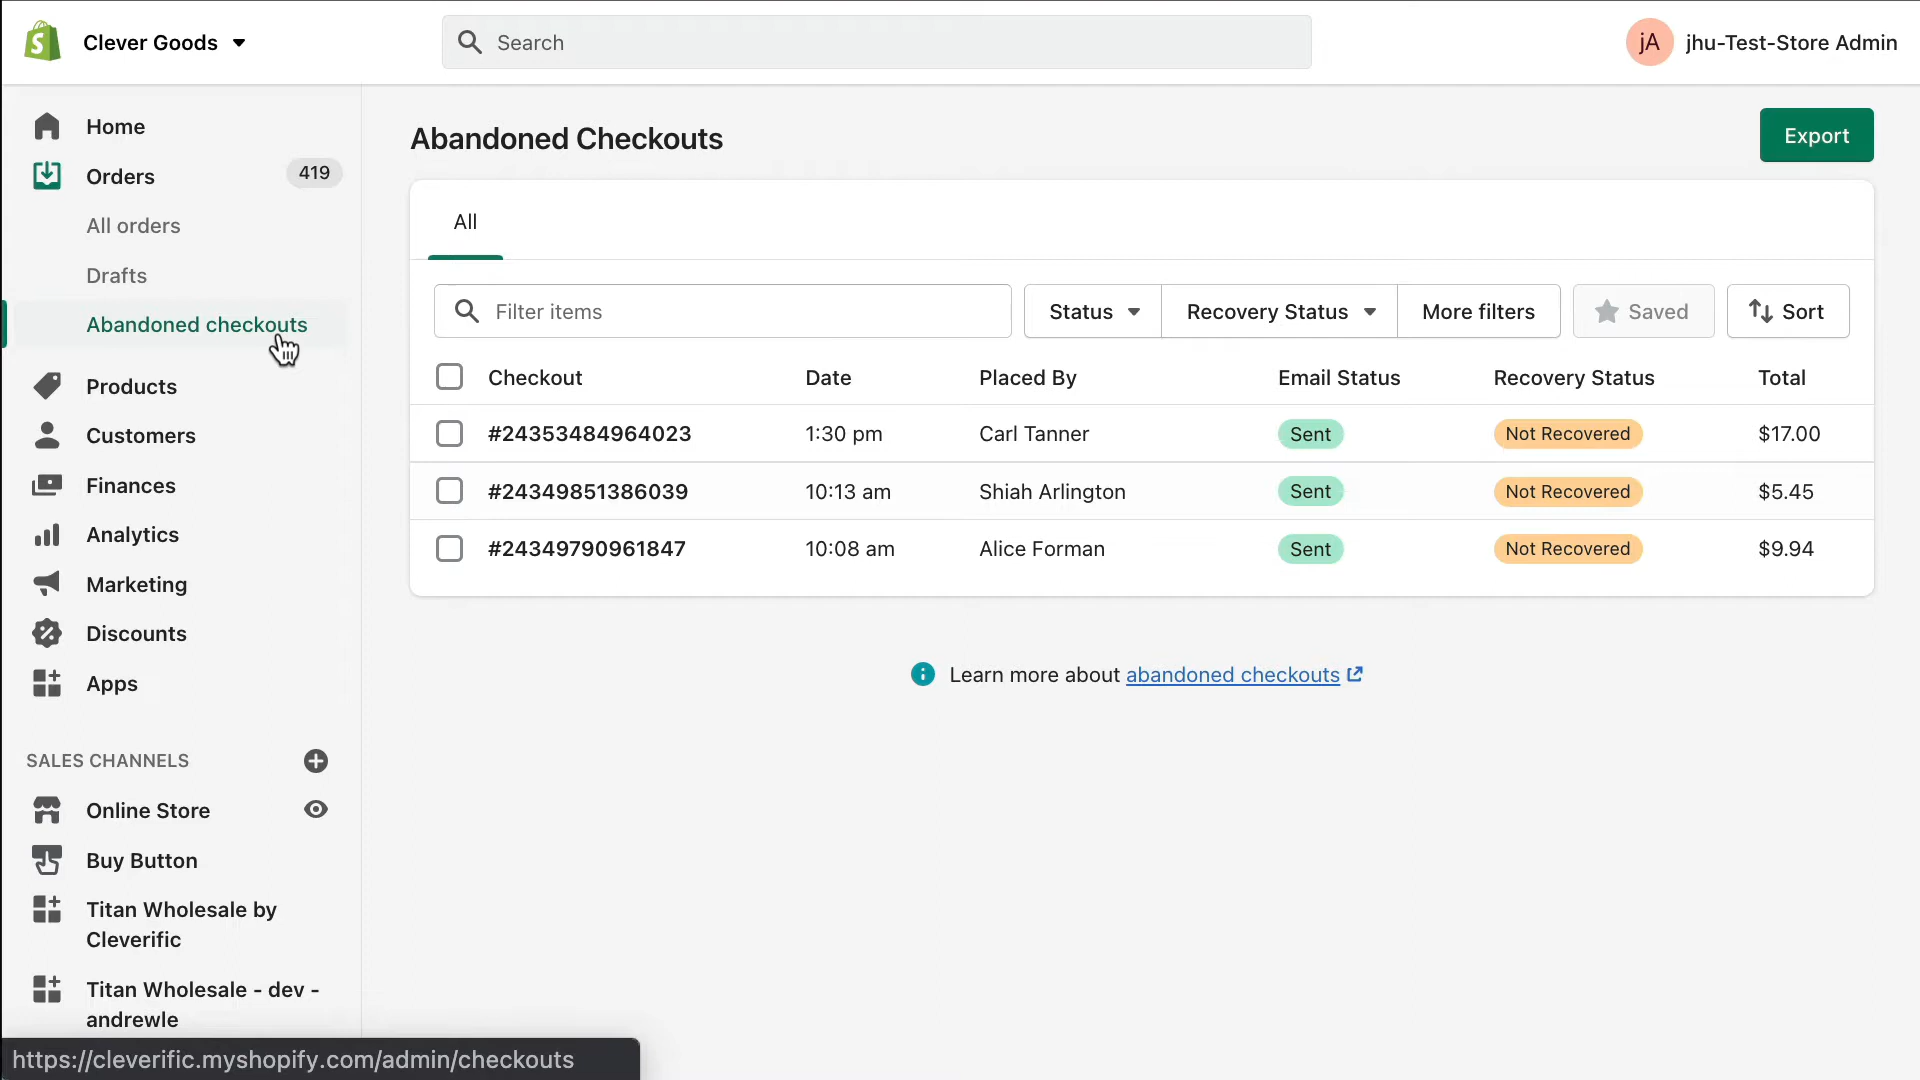 Clever Goods
Search
jA jhu-Test-Store Admin
Home
Orders 419
All orders
Drafts
Abandoned checkouts
Products
Customers
Finances
Analytics
Marketing
Discounts
Apps
SALES CHANNELS
Online Store
Buy Button
Titan Wholesale by
Cleverific
Titan Wholesale - dev -
andrewle
https://cleverific.myshopify.com/admin/checkouts
Abandoned Checkouts
Export
All
Filter items Status Recovery Status More filters Saved Sort
Checkout Date Placed By Email Status Recovery Status Total
#24353484964023 1:30 pm Carl Tanner Sent Not Recovered $17.00
#24349851386039 10:13 am Shiah Arlington Sent Not Recovered $5.45
#24349790961847 10:08 am Alice Forman Sent Not Recovered $9.94
Learn more about abandoned checkouts